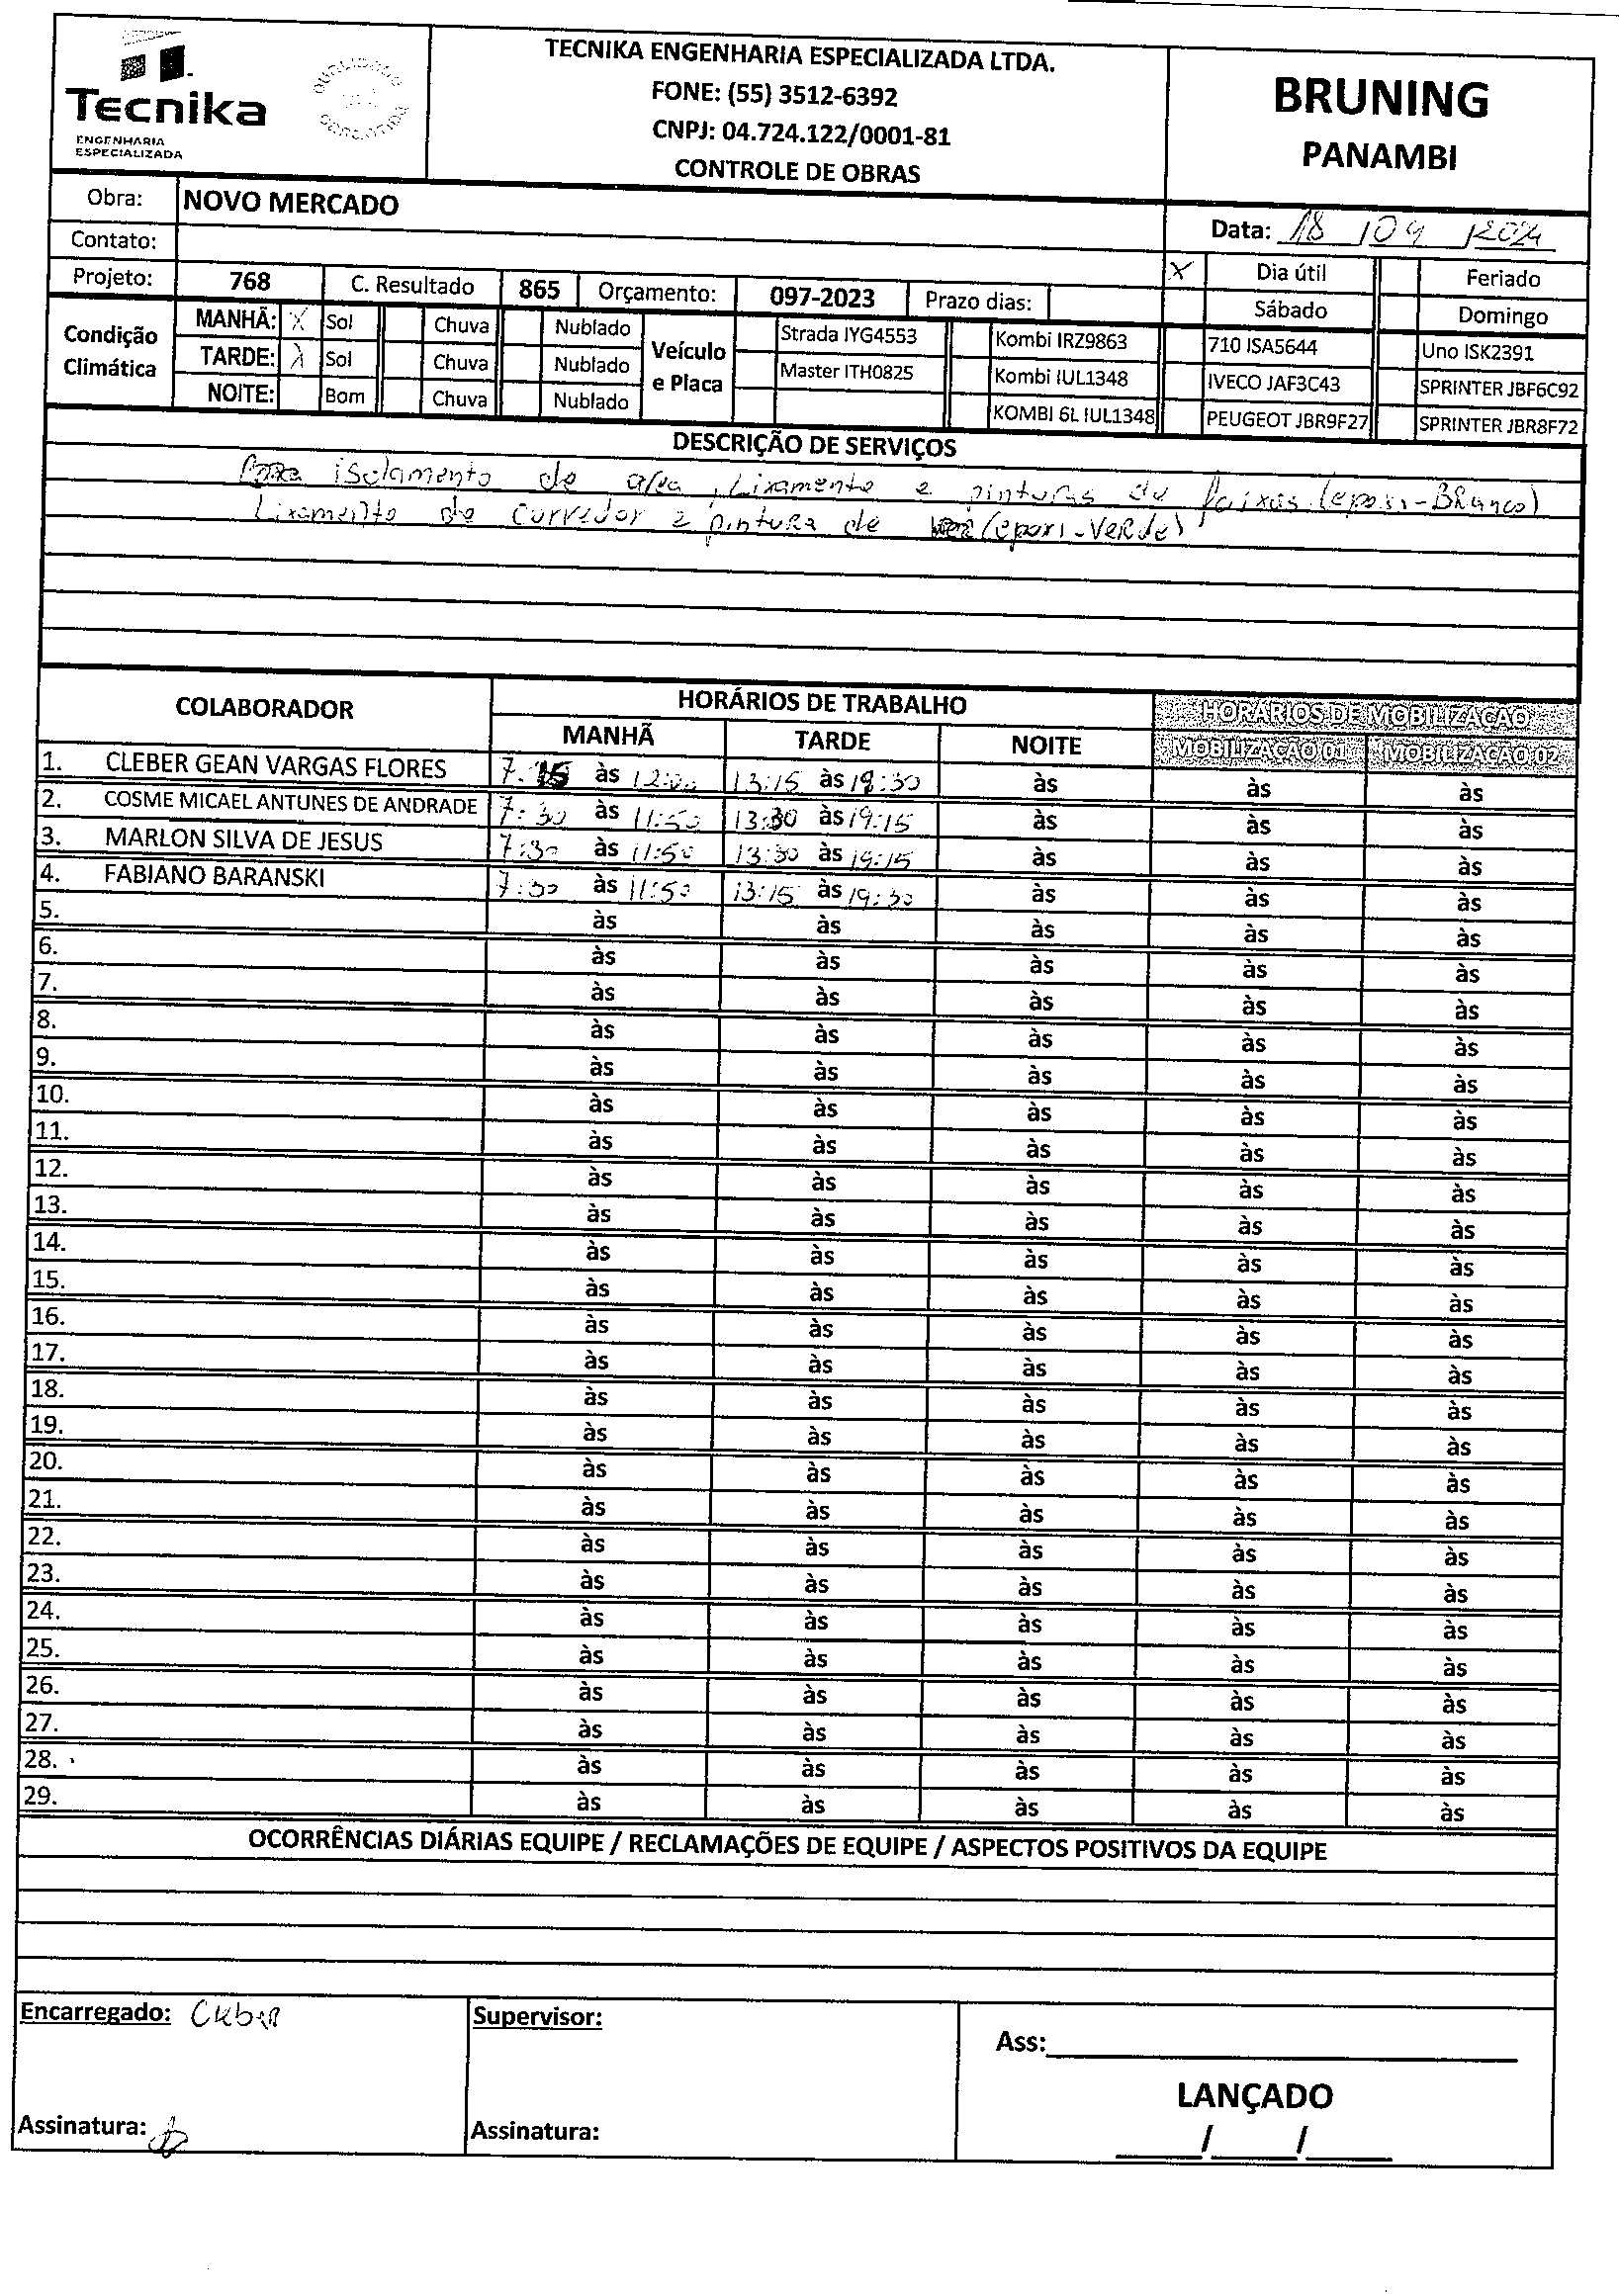 Tecnika
ENGENHARIA
ESPECIALIZADA
QUALIDADE
GARANTIDA
TECNIKA ENGENHARIA ESPECIALIZADA LTDA.
FONE: (55) 3512-6392
CNPJ: 04.724.122/0001-81
CONTROLE DE OBRAS
BRUNING
PANAMBI
Obra: NOVO MERCADO
Data: 18 / 04 / 2024
Contato:
X Dia útil Feriado
Projeto: 768 C. Resultado 865 Orçamento: 097-2023 Prazo dias:
Sábado Domingo
Condição Climática
MANHÃ: X Sol Chuva Nublado
TARDE: X Sol Chuva Nublado
NOITE: Bom Chuva Nublado
Veículo e Placa
Strada IYG4553 Kombi IRZ9863 710 ISA5644 Uno ISK2391
Master ITH0825 Kombi IUL1348 IVECO JAF3C43 SPRINTER JBF6C92
KOMBI 6L IUL1348 PEUGEOT JBR9F27 SPRINTER JBR8F72
DESCRIÇÃO DE SERVIÇOS
isolamento de area, Lixamento e pinturas de faixas (eposi-Branco)
Lixamento do corredor e pintura de (eposi-Verde)
COLABORADOR HORÁRIOS DE TRABALHO HORÁRIOS DE MOBILIZAÇÃO
MANHÃ TARDE NOITE MOBILIZAÇÃO 01 MOBILIZAÇÃO 02
1. CLEBER GEAN VARGAS FLORES 7:15 às 12:00 13:15 às :30 às às às
2. COSME MICAEL ANTUNES DE ANDRADE 7:30 às 11:50 13:30 às 19:15 às às às
3. MARLON SILVA DE JESUS 7:30 às 11:50 13:30 às 19:15 às às às
4. FABIANO BARANSKI 7:30 às 11:50 13:15 às 19:30 às às às
5. às às às às às
6. às às às às às
7. às às às às às
8. às às às às às
9. às às às às às
10. às às às às às
11. às às às às às
12. às às às às às
13. às às às às às
14. às às às às às
15. às às às às às
16. às às às às às
17. às às às às às
18. às às às às às
19. às às às às às
20. às às às às às
21. às às às às às
22. às às às às às
23. às às às às às
24. às às às às às
25. às às às às às
26. às às às às às
27. às às às às às
28. às às às às às
29. às às às às às
OCORRÊNCIAS DIÁRIAS EQUIPE / RECLAMAÇÕES DE EQUIPE / ASPECTOS POSITIVOS DA EQUIPE
Encarregado: Cleber
Supervisor:
Ass:
LANÇADO
/ /
Assinatura:
Assinatura: